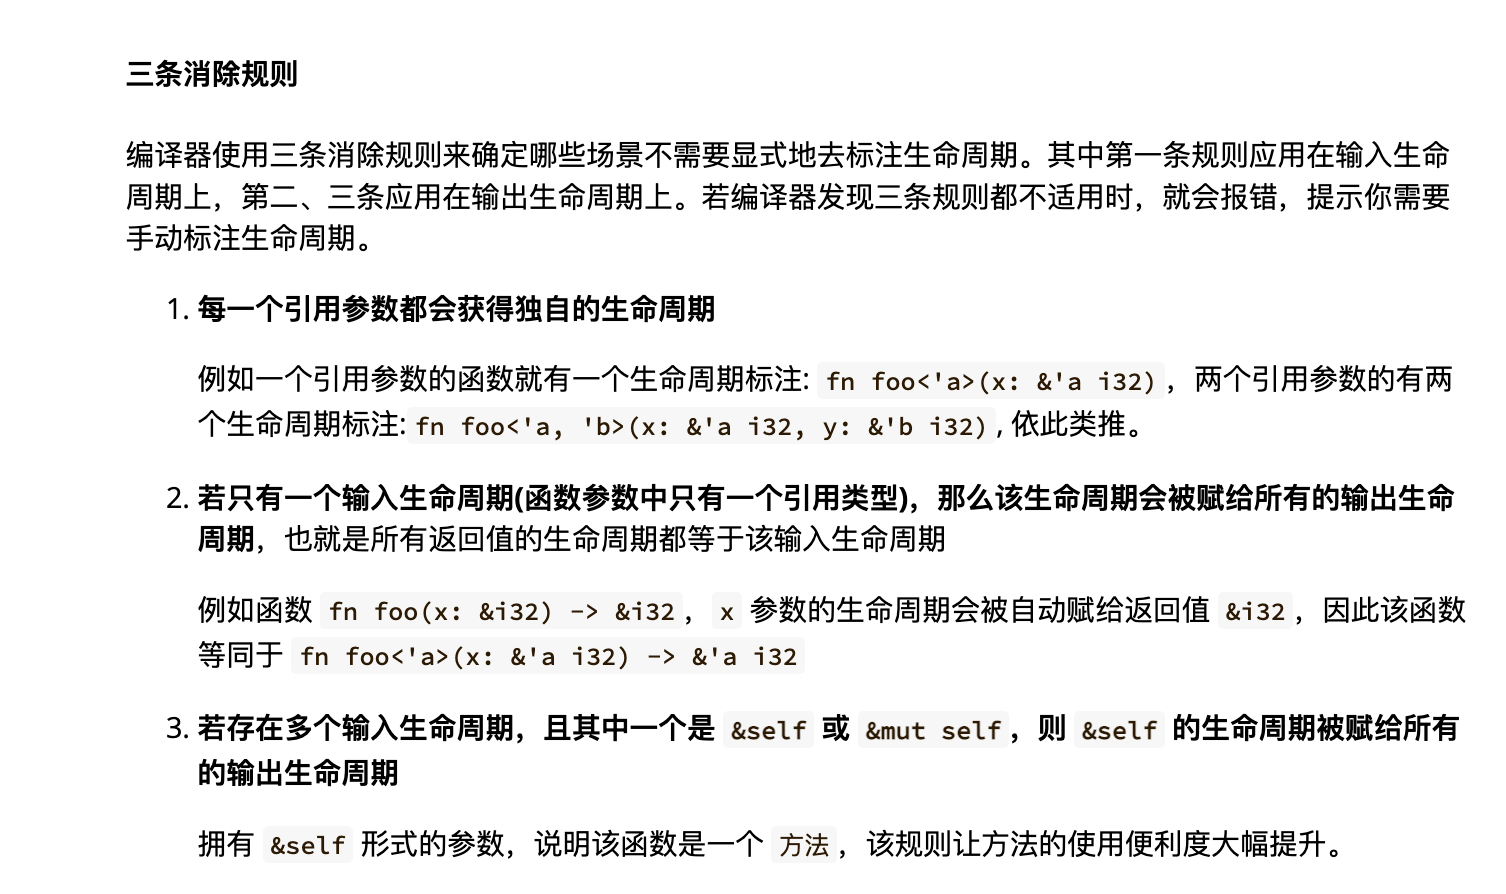 三条消除规则
编译器使用三条消除规则来确定哪些场景不需要显式地去标注生命周期。其中第一条规则应用在输入生命
周期上，第二、三条应用在输出生命周期上。若编译器发现三条规则都不适用时，就会报错，提示你需要
手动标注生命周期。
1. 每一个引用参数都会获得独自的生命周期
例如一个引用参数的函数就有一个生命周期标注: fn foo<'a>(x: &'a i32)，两个引用参数的有两
个生命周期标注:fn foo<'a, 'b>(x: &'a i32, y: &'b i32), 依此类推。
2. 若只有一个输入生命周期(函数参数中只有一个引用类型)，那么该生命周期会被赋给所有的输出生命
周期，也就是所有返回值的生命周期都等于该输入生命周期
例如函数 fn foo(x: &i32) -> &i32，x 参数的生命周期会被自动赋给返回值 &i32，因此该函数
等同于 fn foo<'a>(x: &'a i32) -> &'a i32
3. 若存在多个输入生命周期，且其中一个是 &self 或 &mut self，则 &self 的生命周期被赋给所有
的输出生命周期
拥有 &self 形式的参数，说明该函数是一个 方法，该规则让方法的使用便利度大幅提升。